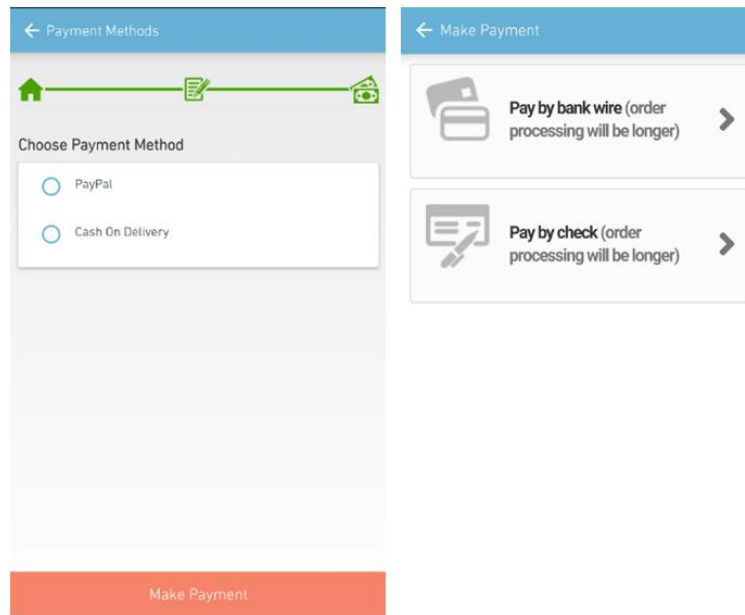 Payment Methods
Choose Payment Method
PayPal
Cash On Delivery
Make Payment
Make Payment
Pay by bank wire (order
processing will be longer)
Pay by check (order
processing will be longer)